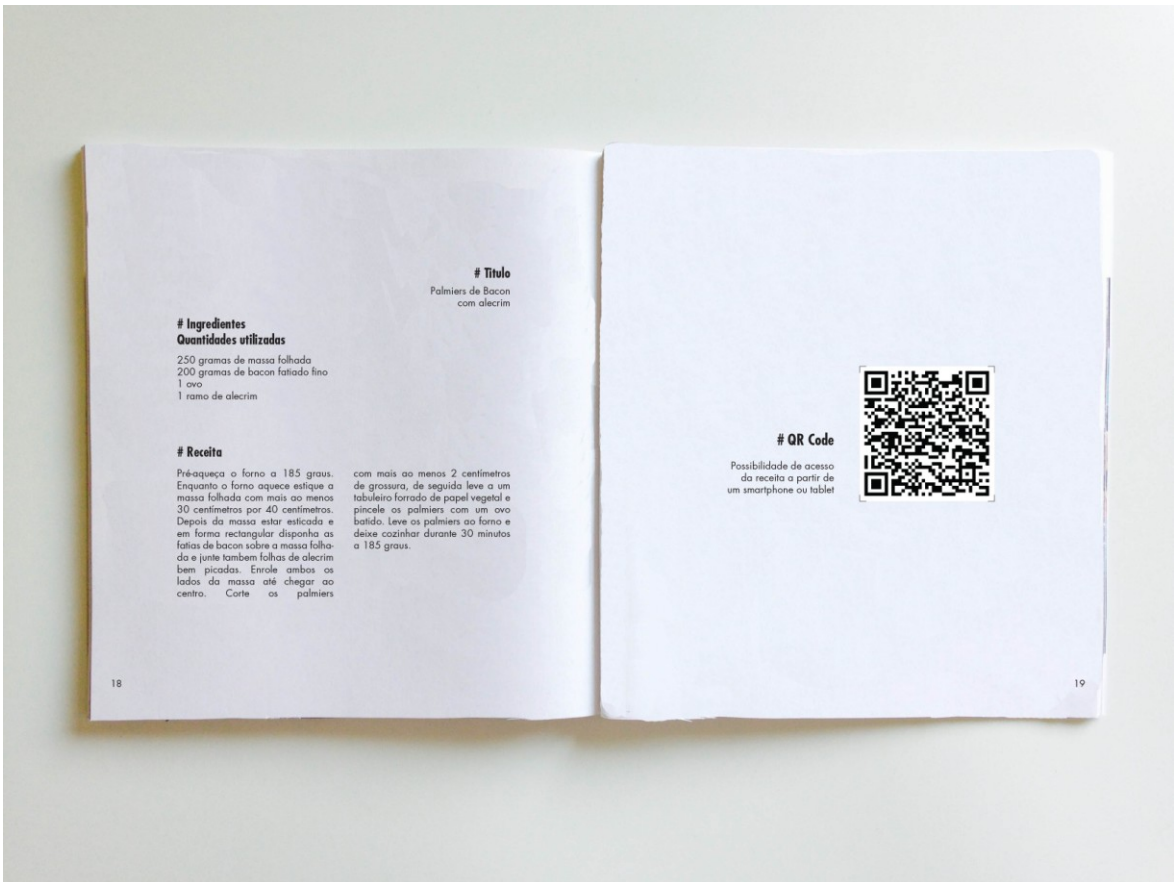 # Titulo
Palmiers de Bacon
com alecrim
# Ingredientes
Quantidades utilizadas
250 gramas de massa folhada
200 gramas de bacon fatiado fino
1 ovo
1 ramo de alecrim
# Receita
Pré-aqueça o forno a 185 graus.
Enquanto o forno aquece estique a
massa folhada com mais ao menos
30 centímetros por 40 centímetros.
Depois da massa estar esticada e
em forma rectangular disponha as
fatias de bacon sobre a massa folha-
da e junte tambem folhas de alecrim
bem picadas. Enrole ambos os
lados da massa até chegar ao
centro. Corte os palmiers
com mais ao menos 2 centímetros
de grossura, de seguida leve a um
tabuleiro forrado de papel vegetal e
pincele os palmiers com um ovo
batido. Leve os palmiers ao forno e
deixe cozinhar durante 30 minutos
a 185 graus.
18
# QR Code
Possibilidade de acesso
da receita a partir de
um smartphone ou tablet
19